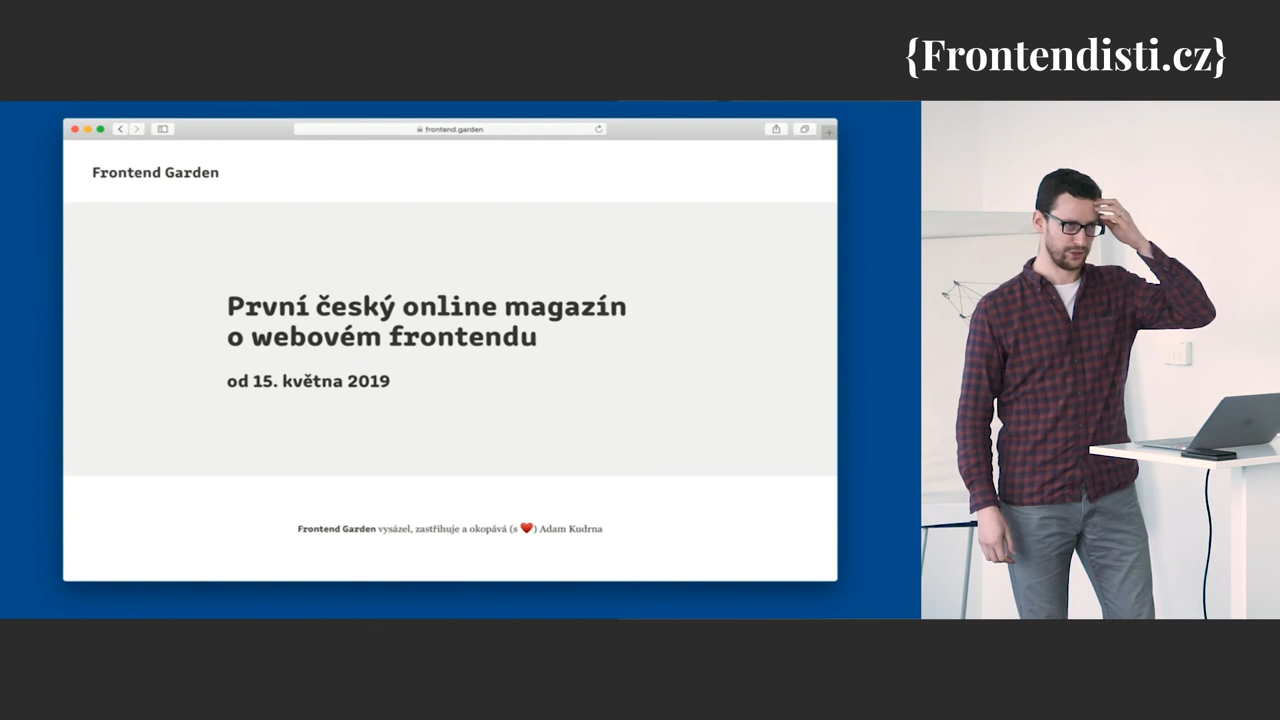 {Frontendisti.cz}
frontend.garden
Frontend Garden
První český online magazín
o webovém frontendu
od 15. května 2019
Frontend Garden vysázel, zastřihuje a okopává (s ❤️) Adam Kudrna